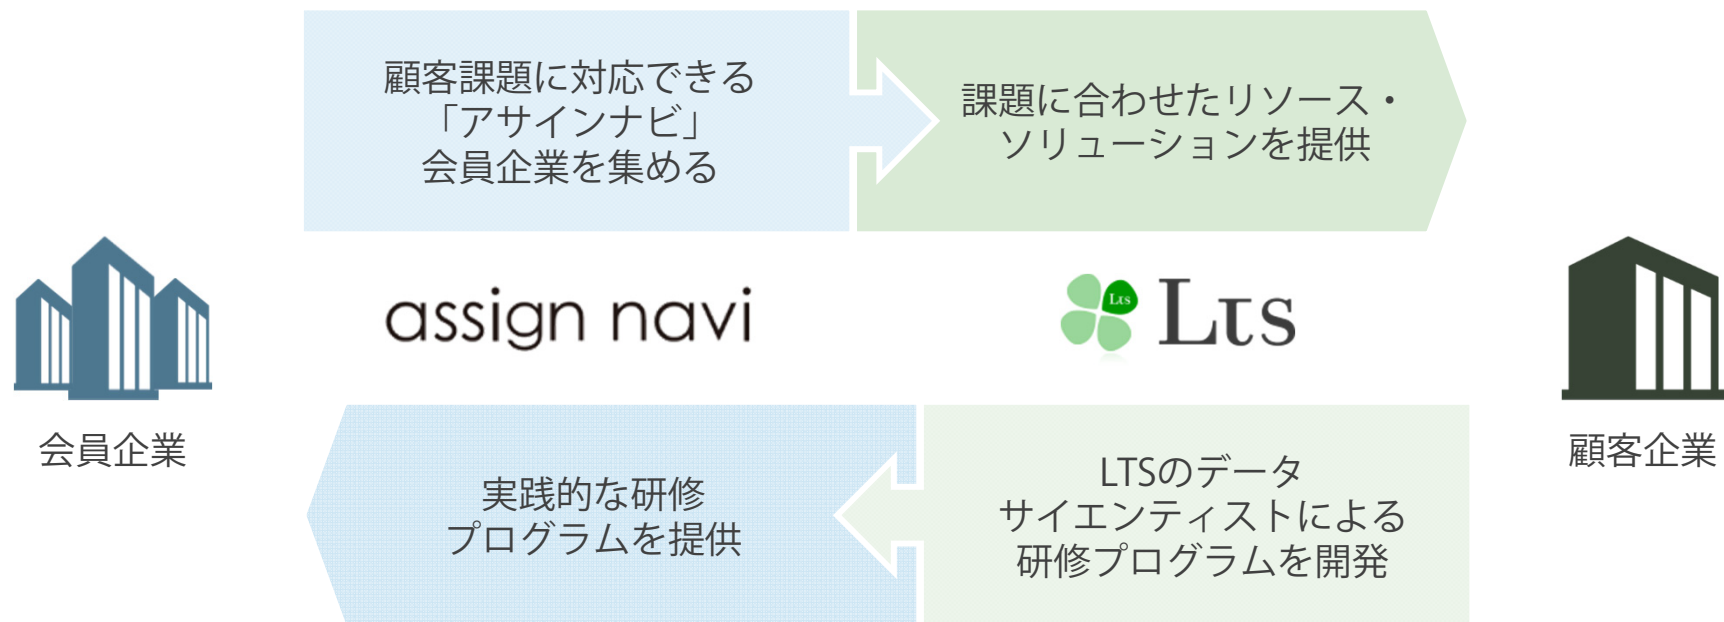 顧客課題に対応できる
「アサインナビ」
会員企業を集める
課題に合わせたリソース・
ソリューションを提供
会員企業
assign navi
Lts
Lts
顧客企業
実践的な研修
プログラムを提供
LTSのデータ
サイエンティストによる
研修プログラムを開発